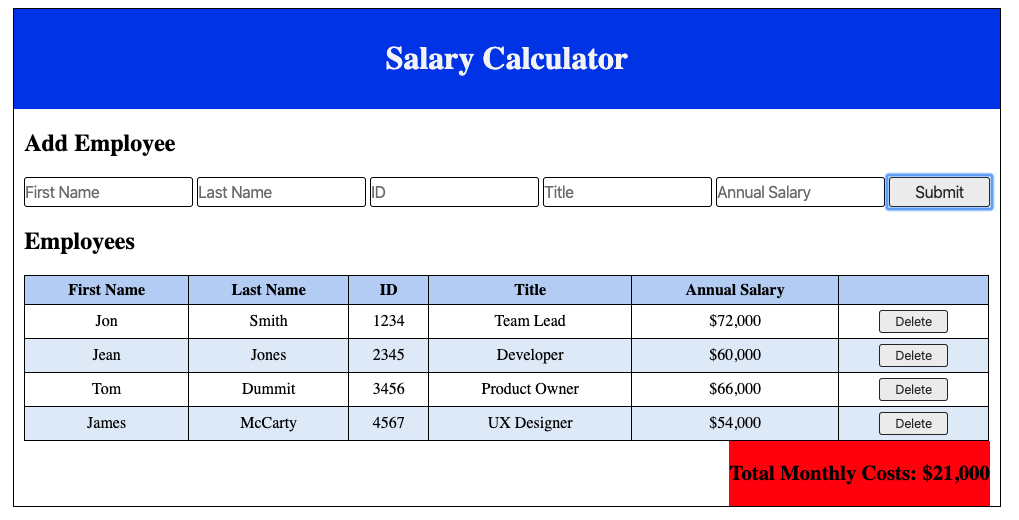 Salary Calculator
Add Employee
First Name Last Name ID Title Annual Salary Submit
Employees
First Name Last Name ID Title Annual Salary
Jon Smith 1234 Team Lead $72,000 Delete
Jean Jones 2345 Developer $60,000 Delete
Tom Dummit 3456 Product Owner $66,000 Delete
James McCarty 4567 UX Designer $54,000 Delete
Total Monthly Costs: $21,000